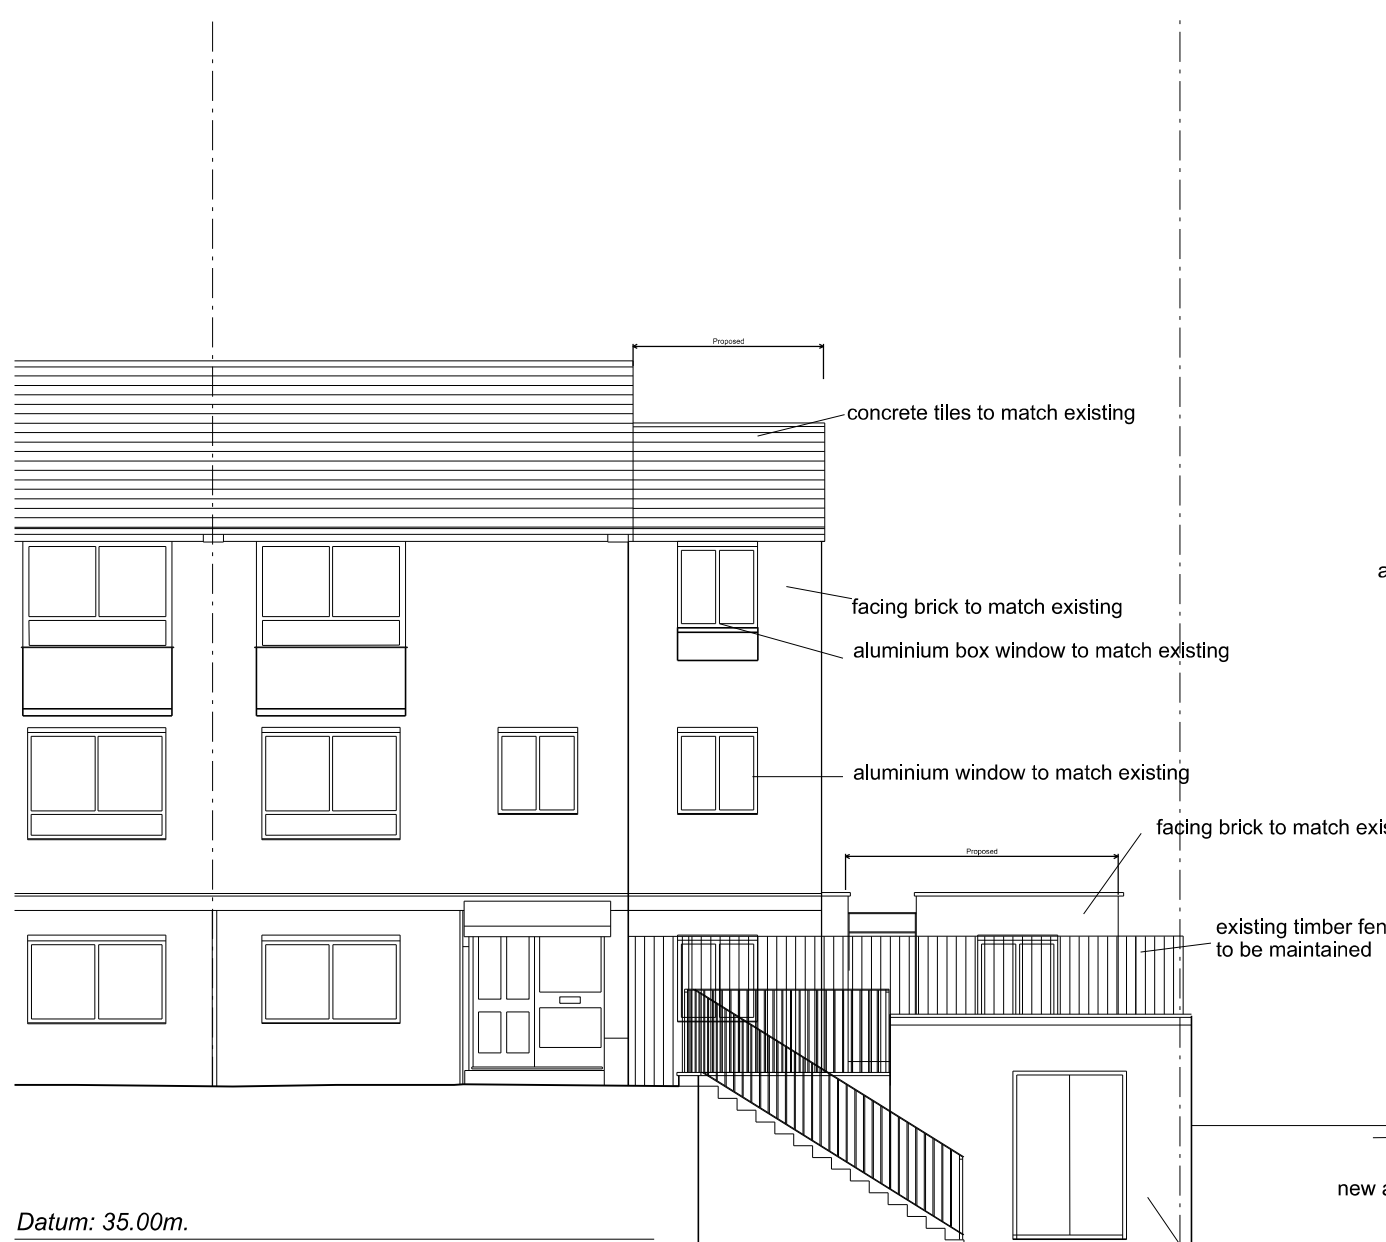 Proposed
concrete tiles to match existing
a
facing brick to match existing
aluminium box window to match existing
aluminium window to match existing
facing brick to match exis
Proposed
existing timber fen
to be maintained
new a
Datum: 35.00m.